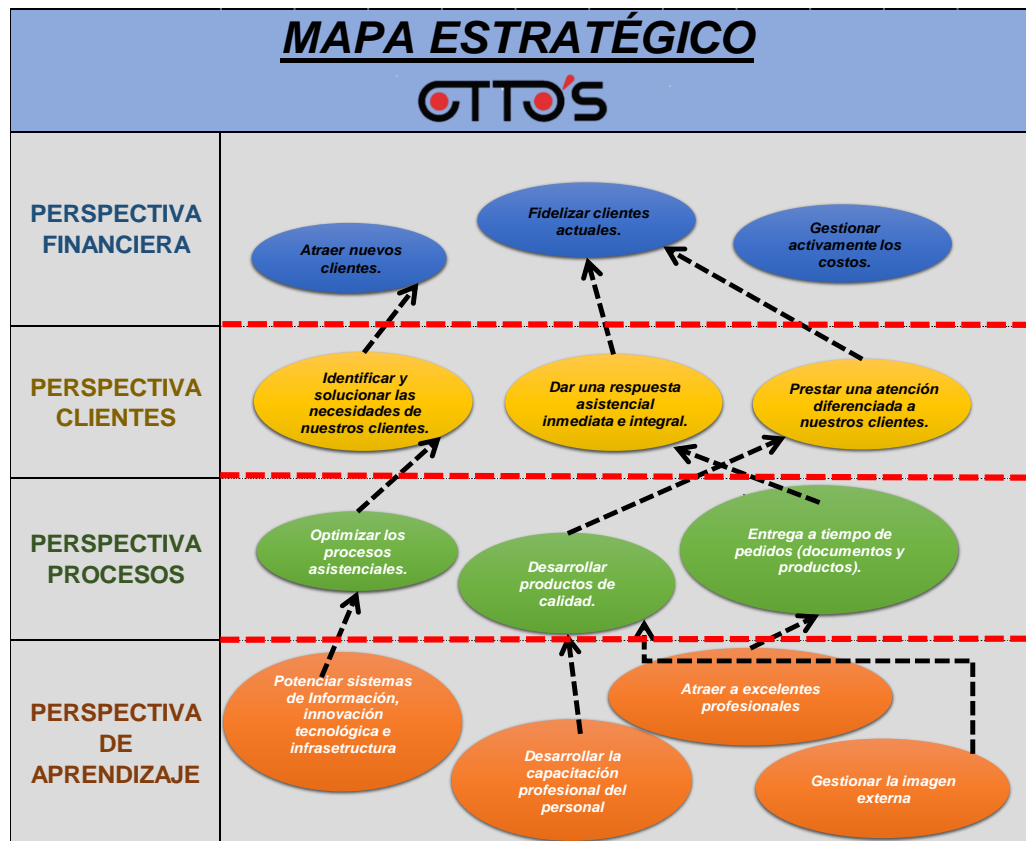 MAPA ESTRATÉGICO
OTTO'S
PERSPECTIVA
FINANCIERA
Atraer nuevos
clientes.
Fidelizar clientes
actuales.
Gestionar
activamente los
costos.
PERSPECTIVA
CLIENTES
Identificar y
solucionar las
necesidades de
nuestros clientes.
Dar una respuesta
asistencial
inmediata e integral.
Prestar una atención
diferenciada a
nuestros clientes.
PERSPECTIVA
PROCESOS
Optimizar los
procesos
asistenciales.
Desarrollar
productos de
calidad.
Entrega a tiempo de
pedidos (documentos y
productos).
PERSPECTIVA
DE
APRENDIZAJE
Potenciar sistemas
de Información,
innovación
tecnológica e
infrasetructura
Desarrollar la
capacitación
profesional del
personal
Atraer a excelentes
profesionales
Gestionar la imagen
externa